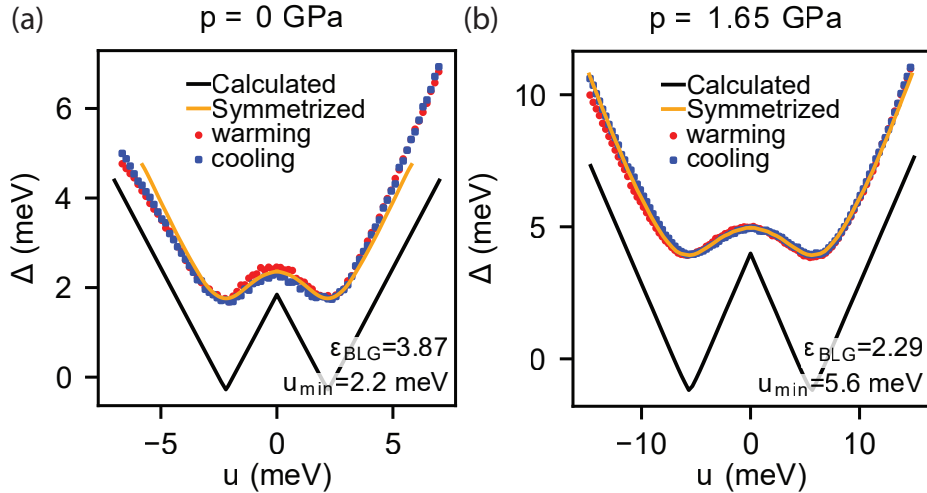 (a)
p = 0 GPa
Δ (meV)
6
4
2
0
Calculated
Symmetrized
warming
cooling
ε_BLG=3.87
u_min=2.2 meV
−5
0
5
u (meV)
(b)
p = 1.65 GPa
Δ (meV)
10
5
0
Calculated
Symmetrized
warming
cooling
ε_BLG=2.29
u_min=5.6 meV
−10
0
10
u (meV)